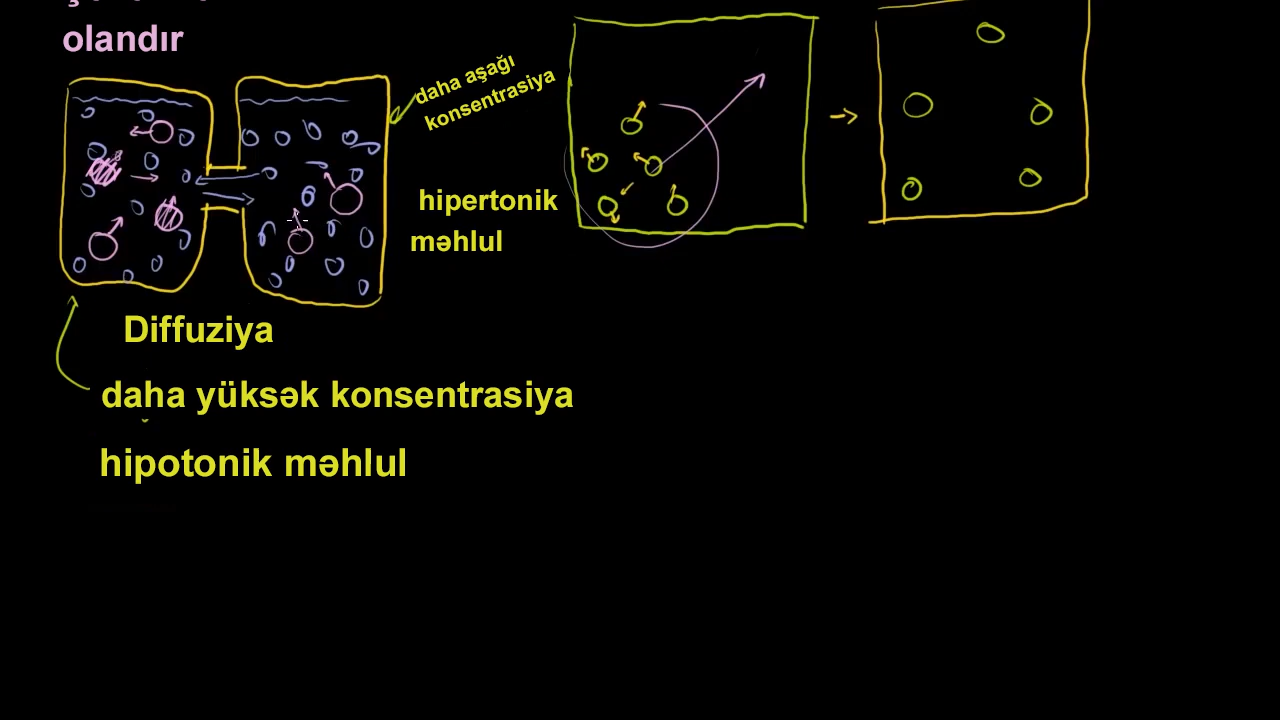 olandır
daha aşağı
konsentrasiya
hipertonik
məhlul
Diffuziya
daha yüksək konsentrasiya
hipotonik məhlul